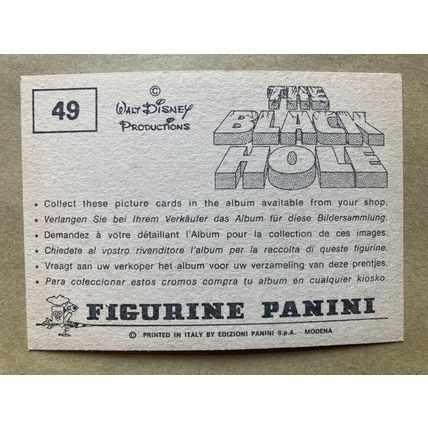 49
©
WALT DISNEY
PRODUCTIONS
THE
BLACK
HOLE
• Collect these picture cards in the album available from your shop.
• Verlangen Sie bei Ihrem Verkäufer das Album für diese Bildersammlung.
• Demandez à vôtre détaillant l'Album pour la collection de ces images.
• Chiedete al vostro rivenditore l'album per la raccolta di queste figurine.
• Vraagt aan uw verkoper het album voor uw verzameling van deze prentjes.
• Para coleccionar estos cromos compra tu album en cualquier kiosko.
FIGURINE PANINI
© PRINTED IN ITALY BY EDIZIONI PANINI S.p.A. - MODENA